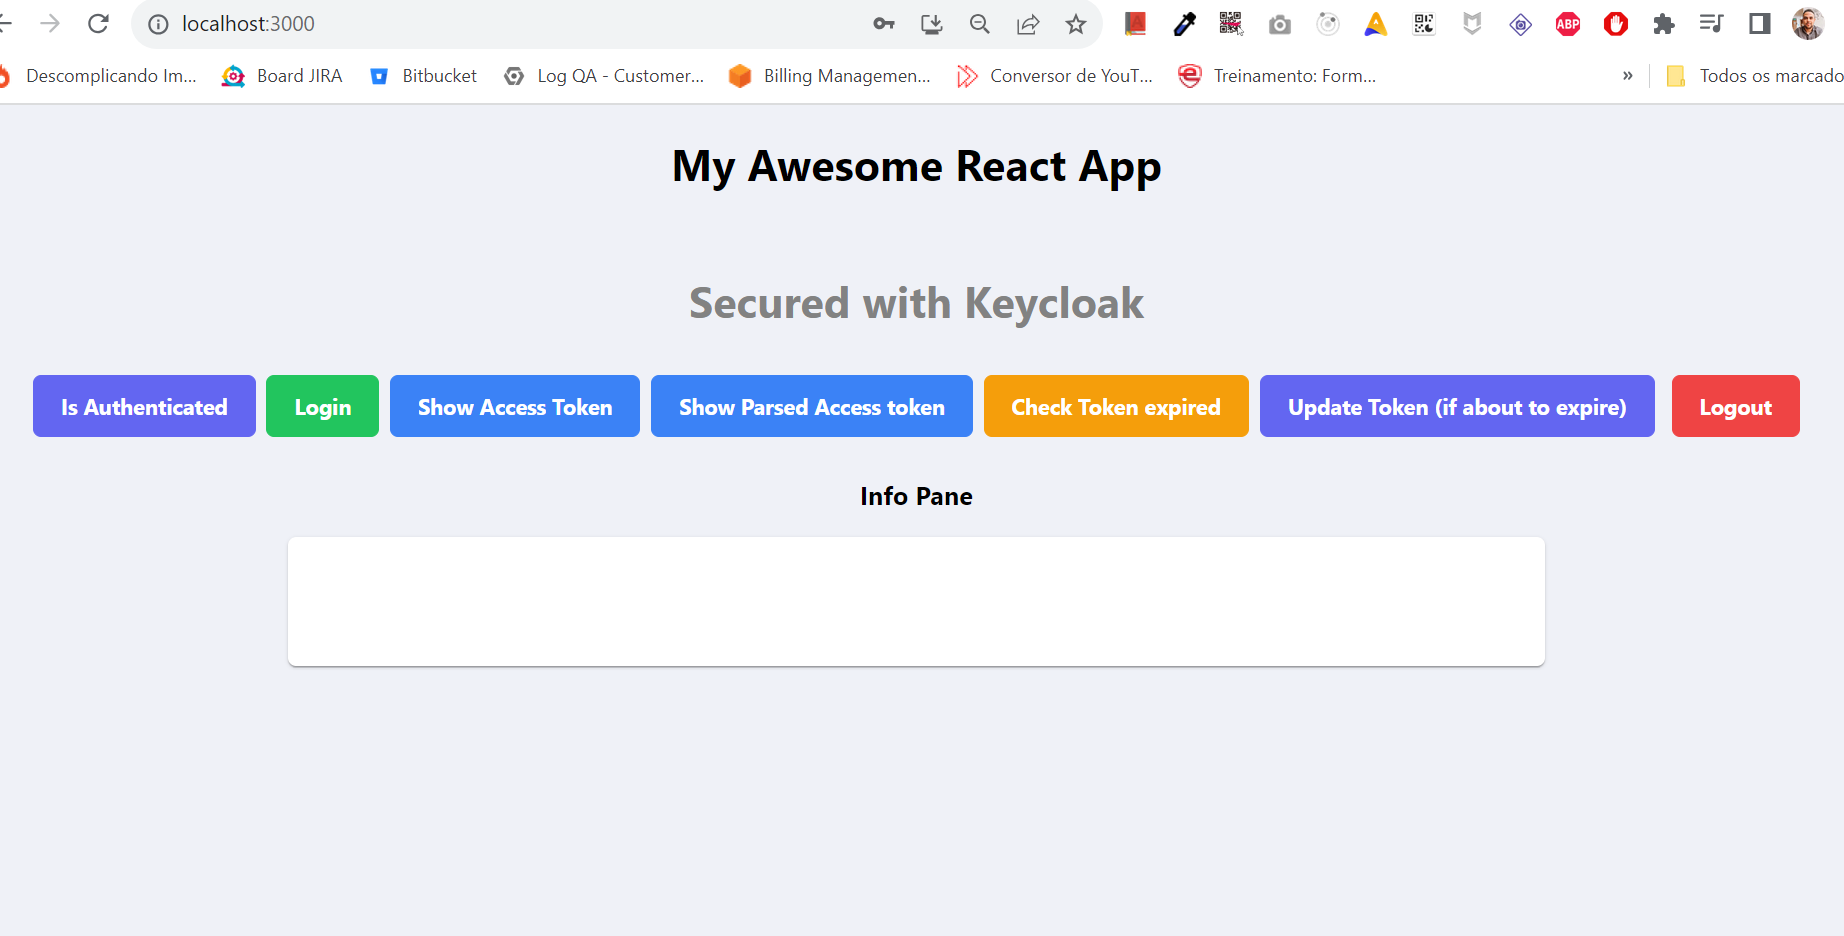 localhost:3000
ABP
Descomplicando Im... Board JIRA Bitbucket Log QA - Customer... Billing Managemen... Conversor de YouT... Treinamento: Form... » Todos os marcado
My Awesome React App
Secured with Keycloak
Is Authenticated Login Show Access Token Show Parsed Access token Check Token expired Update Token (if about to expire) Logout
Info Pane